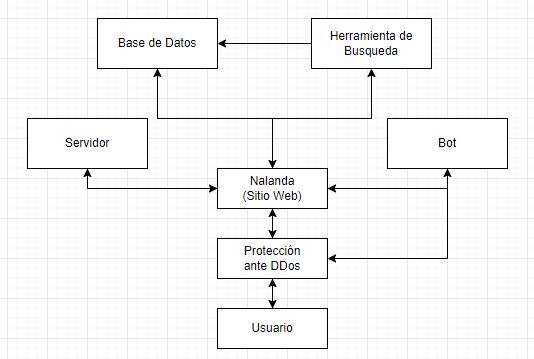 Base de Datos
Herramienta de
Busqueda
Servidor
Bot
Nalanda
(Sitio Web)
Protección
ante DDos
Usuario